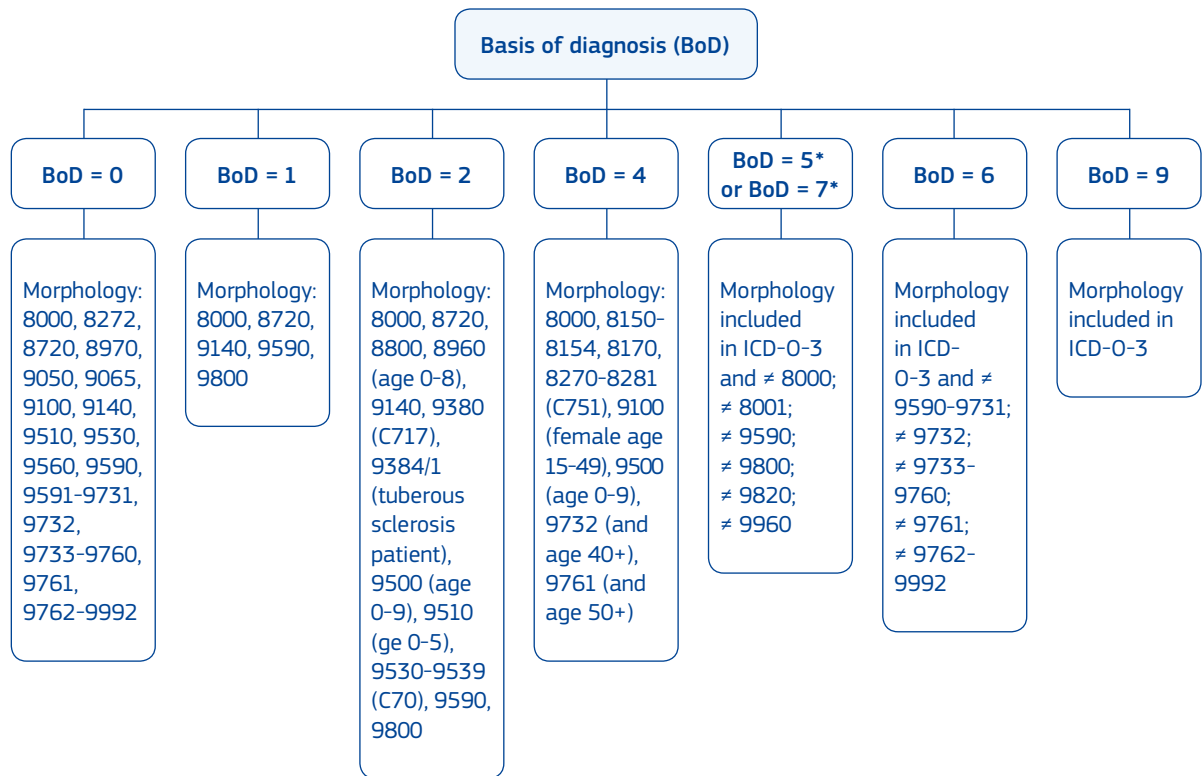 Basis of diagnosis (BoD)
BoD = 0
BoD = 1
BoD = 2
BoD = 4
BoD = 5*
or BoD = 7*
BoD = 6
BoD = 9
Morphology:
8000, 8272,
8720, 8970,
9050, 9065,
9100, 9140,
9510, 9530,
9560, 9590,
9591-9731,
9732,
9733-9760,
9761,
9762-9992
Morphology:
8000, 8720,
9140, 9590,
9800
Morphology:
8000, 8720,
8800, 8960
(age 0-8),
9140, 9380
(C717),
9384/1
(tuberous
sclerosis
patient),
9500 (age
0-9), 9510
(ge 0-5),
9530-9539
(C70), 9590,
9800
Morphology:
8000, 8150-
8154, 8170,
8270-8281
(C751), 9100
(female age
15-49), 9500
(age 0-9),
9732 (and
age 40+),
9761 (and
age 50+)
Morphology
included
in ICD-O-3
and ≠ 8000;
≠ 8001;
≠ 9590;
≠ 9800;
≠ 9820;
≠ 9960
Morphology
included
in ICD-
O-3 and ≠
9590-9731;
≠ 9732;
≠ 9733-
9760;
≠ 9761;
≠ 9762-
9992
Morphology
included in
ICD-O-3